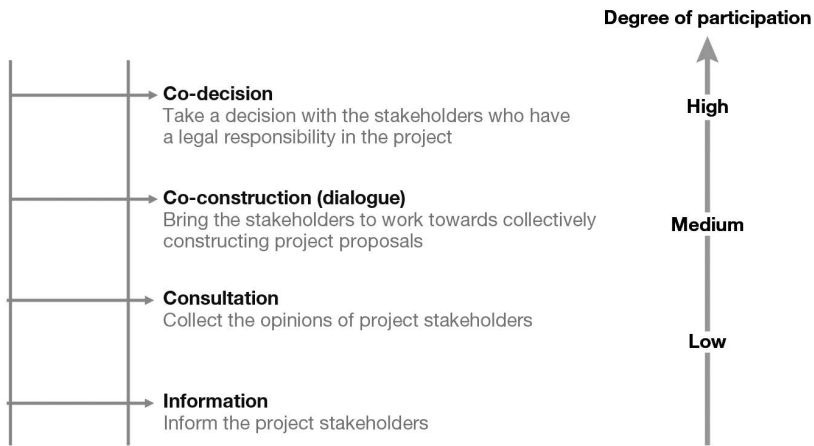 Degree of participation
Co-decision
Take a decision with the stakeholders who have
a legal responsibility in the project
High
Co-construction (dialogue)
Bring the stakeholders to work towards collectively
constructing project proposals
Medium
Consultation
Collect the opinions of project stakeholders
Low
Information
Inform the project stakeholders